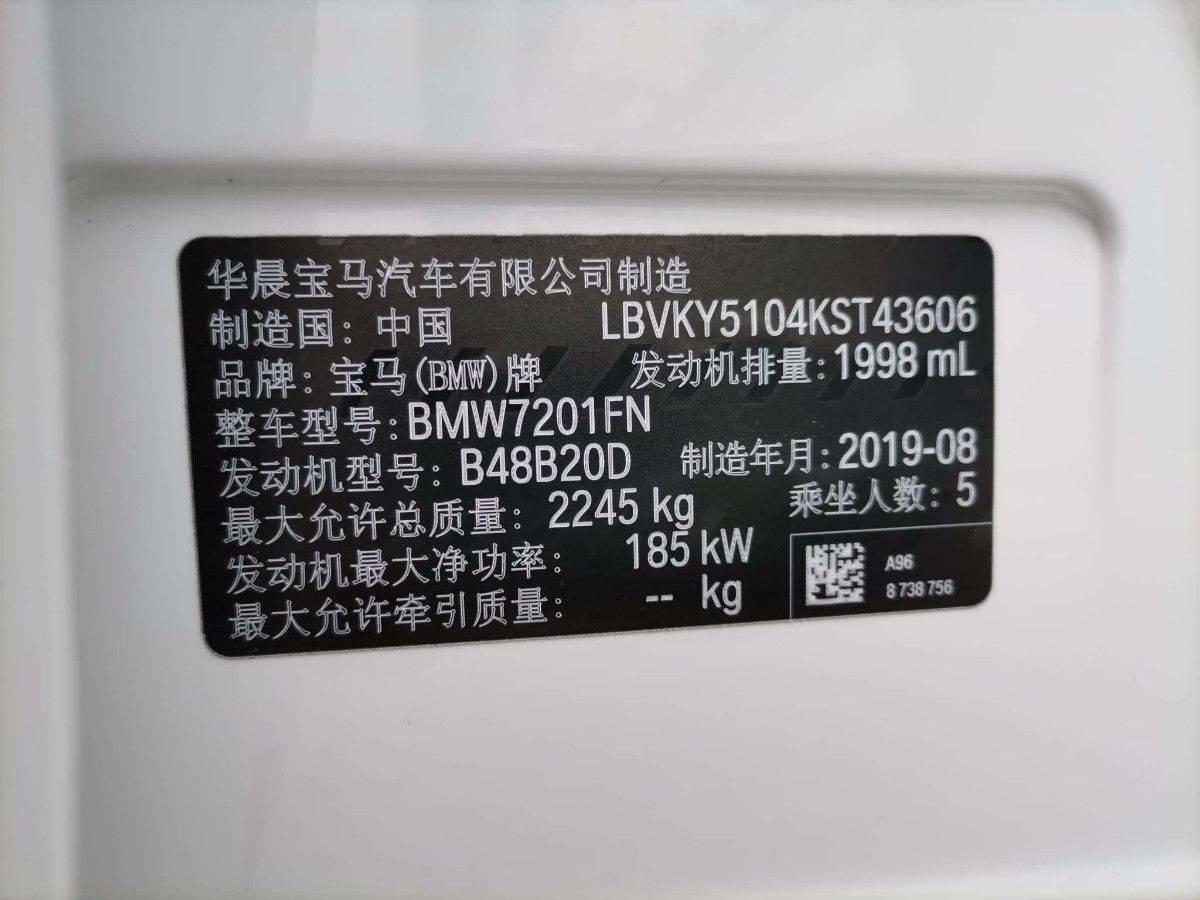 华晨宝马汽车有限公司制造
制造国：中国 LBVKY5104KST43606
品牌：宝马(BMW)牌 发动机排量：1998 mL
整车型号：BMW7201FN
发动机型号：B48B20D 制造年月：2019-08
最大允许总质量：2245 kg 乘坐人数：5
发动机最大净功率：185 kW
最大允许牵引质量：-- kg
A96
8 738 756